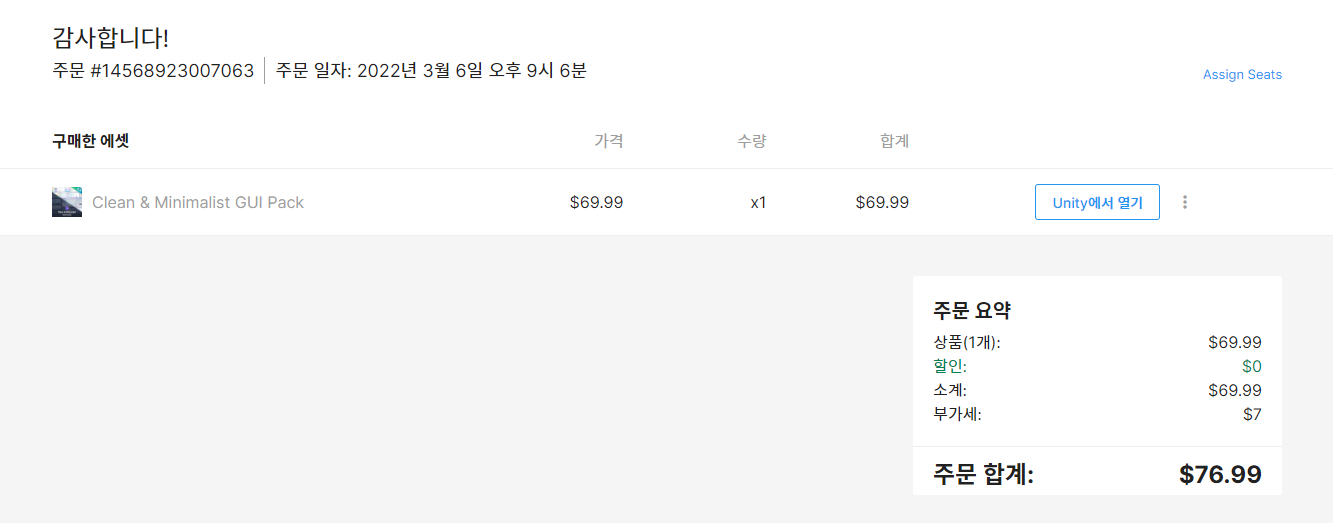 감사합니다!
주문 #14568923007063 주문 일자: 2022년 3월 6일 오후 9시 6분
Assign Seats
구매한 에셋 가격 수량 합계
Clean & Minimalist GUI Pack $69.99 x1 $69.99 Unity에서 열기
주문 요약
상품(1개): $69.99
할인: $0
소계: $69.99
부가세: $7
주문 합계: $76.99